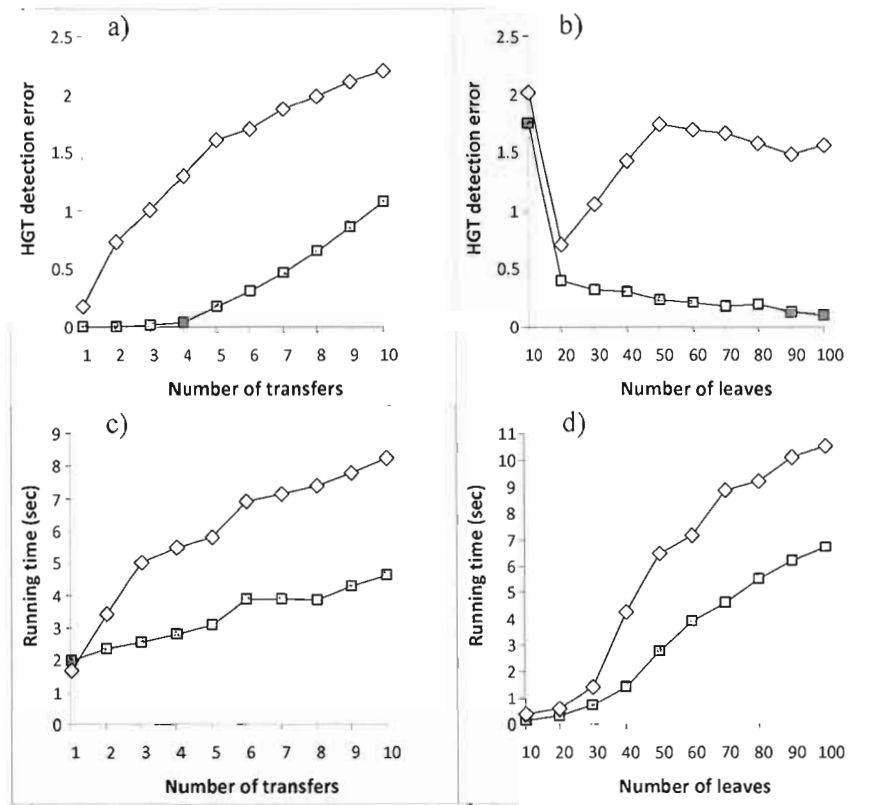 a)
2.5
2
1.5
1
0.5
0
HGT detection error
1 2 3 4 5 6 7 8 9 10
Number of transfers
b)
2.5
2
1.5
1
0.5
0
HGT detection error
10 20 30 40 50 60 70 80 90 100
Number of leaves
c)
9
8
7
6
5
4
3
2
1
0
Running time (sec)
1 2 3 4 5 6 7 8 9 10
Number of transfers
d)
11
10
9
8
7
6
5
4
3
2
1
0
Running time (sec)
10 20 30 40 50 60 70 80 90 100
Number of leaves